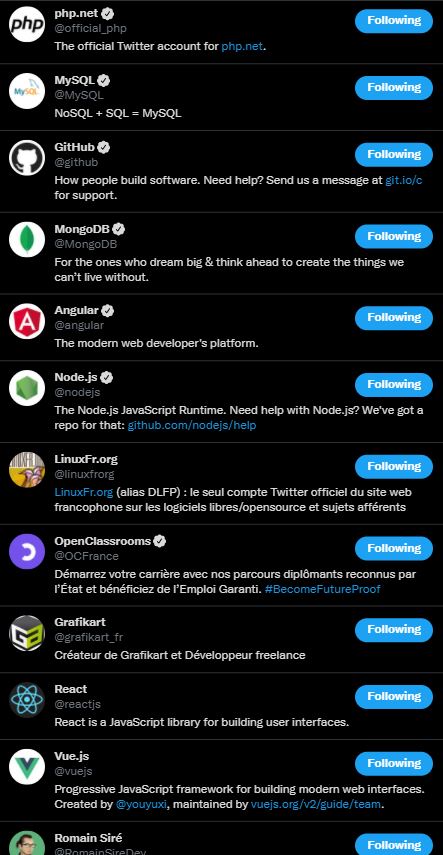 php
php.net
Following
@official_php
The official Twitter account for php.net.
MySQL
MySQL
Following
@MySQL
NoSQL + SQL = MySQL
GitHub
Following
@github
How people build software. Need help? Send us a message at git.io/c
for support.
MongoDB
Following
@MongoDB
For the ones who dream big & think ahead to create the things we
can't live without.
A
Angular
Following
@angular
The modern web developer's platform.
Node.js
Following
@nodejs
The Node.js JavaScript Runtime. Need help with Node.js? We've got a
repo for that: github.com/nodejs/help
LinuxFr.org
Following
@linuxfrorg
LinuxFr.org (alias DLFP) : le seul compte Twitter officiel du site web
francophone sur les logiciels libres/opensource et sujets afférents
OpenClassrooms
Following
@OCFrance
Démarrez votre carrière avec nos parcours diplômants reconnus par
l'État et bénéficiez de l'Emploi Garanti. #BecomeFutureProof
Grafikart
Following
@grafikart_fr
Créateur de Grafikart et Développeur freelance
React
Following
@reactjs
React is a JavaScript library for building user interfaces.
Vue.js
Following
@vuejs
Progressive JavaScript framework for building modern web interfaces.
Created by @youyuxi, maintained by vuejs.org/v2/guide/team.
Romain Siré
Following
@RomainSireDev